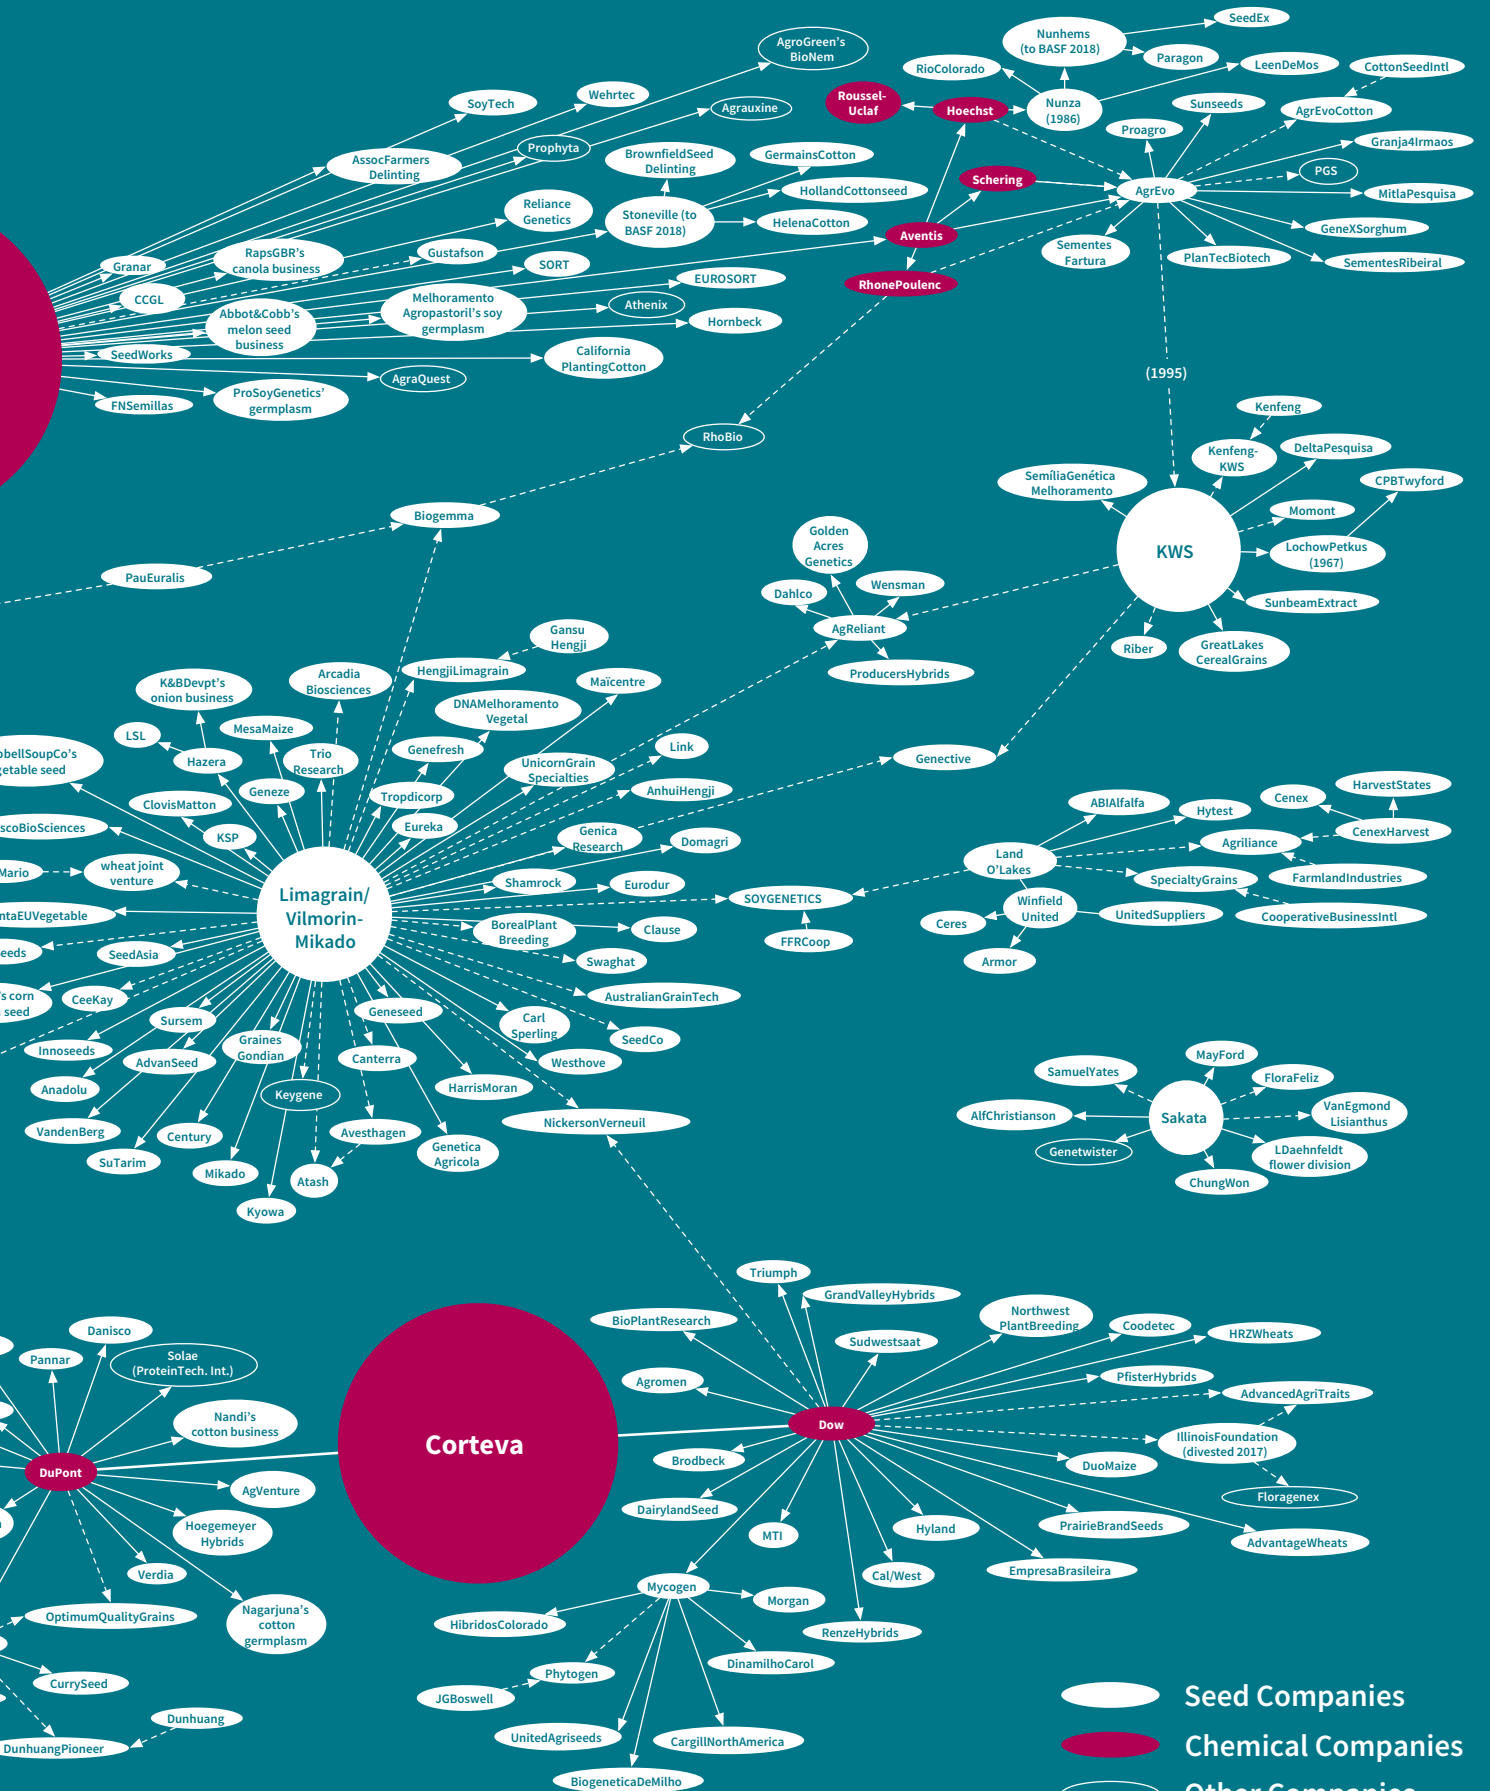 AgroGreen's
BioNem
SeedEx
Nunhems
(to BASF 2018)
Paragon
RioColorado
LeenDeMos
CottonSeedIntl
SoyTech
Wehrtec
Agrauxine
Roussel-
Uclaf
Hoechst
Nunza
(1986)
Sunseeds
AgrEvoCotton
Proagro
Granja4Irmaos
Prophyta
AssocFarmers
Delinting
BrownfieldSeed
Delinting
GermainsCotton
Schering
PGS
HollandCottonseed
AgrEvo
MitlaPesquisa
Reliance
Genetics
Stoneville (to
BASF 2018)
HelenaCotton
Aventis
GeneXSorghum
Sementes
Fartura
PlanTecBiotech
SementesRibeiral
Granar
RapsGBR's
canola business
Gustafson
SORT
EUROSORT
RhonePoulenc
CCGL
Abbot&Cobb's
melon seed
business
Melhoramento
Agropastoril's soy
germplasm
Athenix
Hornbeck
SeedWorks
California
PlantingCotton
AgraQuest
FNSemillas
ProSoyGenetics'
germplasm
(1995)
RhoBio
Kenfeng
Kenfeng-
KWS
DeltaPesquisa
SemíliaGenética
Melhoramento
CPBTwyford
Momont
KWS
LochowPetkus
(1967)
SunbeamExtract
Riber
GreatLakes
CerealGrains
Biogemma
PauEuralis
Golden
Acres
Genetics
Dahlco
Wensman
AgReliant
ProducersHybrids
Gansu
Hengji
HengjiLimagrain
Arcadia
Biosciences
K&BDevpt's
onion business
Maïcentre
DNAMelhoramento
Vegetal
LSL
MesaMaize
Hazera
Trio
Research
Genefresh
Link
UnicornGrain
Specialties
Genective
bellSoupCo's
getable seed
Geneze
Tropdicorp
AnhuiHengji
ClovisMatton
Eureka
scoBioSciences
KSP
Genica
Research
Domagri
Mario
wheat joint
venture
Limagrain/
Vilmorin-
Mikado
Shamrock
Eurodur
SOYGENETICS
FFRCoop
ntaEUVegetable
BorealPlant
Breeding
Clause
eeds
SeedAsia
Swaghat
's corn
seed
CeeKay
AustralianGrainTech
Sursem
Geneseed
Carl
Sperling
SeedCo
Innoseeds
AdvanSeed
Graines
Gondian
Canterra
Westhove
Anadolu
Keygene
HarrisMoran
VandenBerg
Century
Avesthagen
NickersonVerneuil
SuTarim
Mikado
Atash
Genetica
Agricola
Kyowa
ABIAlfalfa
Hytest
Cenex
HarvestStates
CenexHarvest
Agriliance
Land
O'Lakes
SpecialtyGrains
FarmlandIndustries
Winfield
United
UnitedSuppliers
CooperativeBusinessIntl
Ceres
Armor
MayFord
SamuelYates
FloraFeliz
AlfChristianson
Sakata
VanEgmond
Lisianthus
Genetwister
LDaehnfeldt
flower division
ChungWon
Triumph
GrandValleyHybrids
BioPlantResearch
Sudwestsaat
Northwest
PlantBreeding
Coodetec
HRZWheats
Agromen
PfisterHybrids
AdvancedAgriTraits
Dow
IllinoisFoundation
(divested 2017)
Brodbeck
DuoMaize
Floragenex
DairylandSeed
MTI
Hyland
PrairieBrandSeeds
AdvantageWheats
Cal/West
EmpresaBrasileira
RenzeHybrids
Corteva
Danisco
Pannar
Solae
(ProteinTech. Int.)
Nandi's
cotton business
DuPont
AgVenture
Hoegemeyer
Hybrids
Verdia
OptimumQualityGrains
Nagarjuna's
cotton
germplasm
CurrySeed
Dunhuang
DunhuangPioneer
Mycogen
Morgan
HibridosColorado
Phytogen
DinamilhoCarol
JGBoswell
UnitedAgriseeds
CargillNorthAmerica
BiogeneticaDeMilho
Seed Companies
Chemical Companies
Other Companies